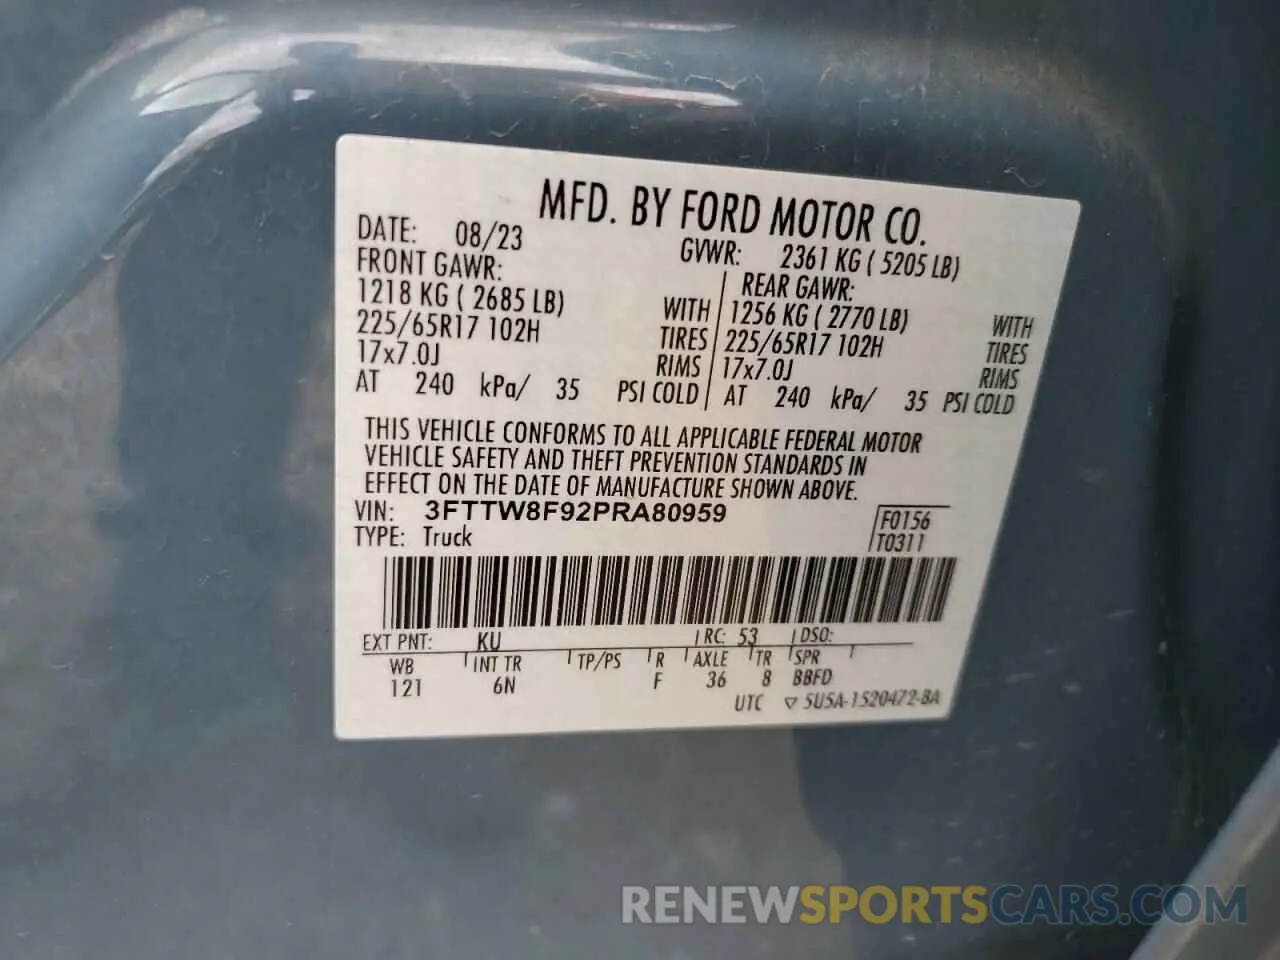 MFD. BY FORD MOTOR CO.
DATE: 08/23 GVWR: 2361 KG ( 5205 LB)
FRONT GAWR: REAR GAWR:
1218 KG ( 2685 LB) WITH 1256 KG ( 2770 LB) WITH
225/65R17 102H TIRES 225/65R17 102H TIRES
17x7.0J RIMS 17x7.0J RIMS
AT 240 kPa/ 35 PSI COLD AT 240 kPa/ 35 PSI COLD
THIS VEHICLE CONFORMS TO ALL APPLICABLE FEDERAL MOTOR
VEHICLE SAFETY AND THEFT PREVENTION STANDARDS IN
EFFECT ON THE DATE OF MANUFACTURE SHOWN ABOVE.
VIN: 3FTTW8F92PRA80959 F0156
TYPE: Truck T0311
EXT PNT: KU RC: 53 DSO:
WB INT TR TP/PS R AXLE TR SPR
121 6N F 36 8 BBFD
UTC ▽ 5U5A-1520472-BA
RENEWSPORTSCARS.COM